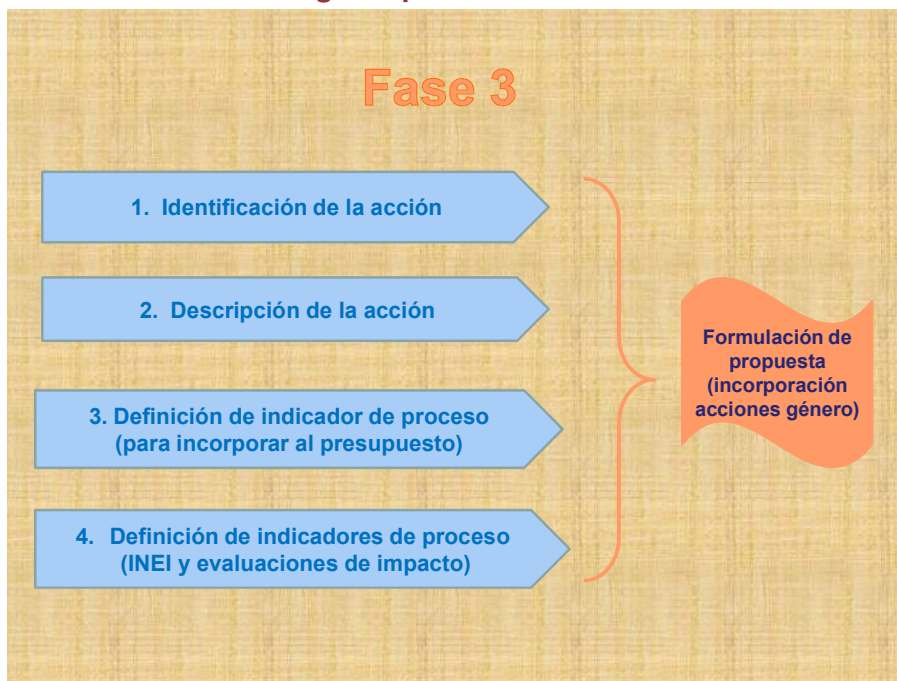 Fase 3
1. Identificación de la acción
2. Descripción de la acción
3. Definición de indicador de proceso
(para incorporar al presupuesto)
4. Definición de indicadores de proceso
(INEI y evaluaciones de impacto)
Formulación de
propuesta
(incorporación
acciones género)